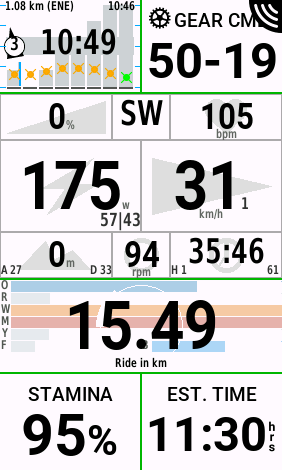 1.08 km (ENE) 10:46
3 10:49
GEAR CM
50-19
0 %
SW
105 bpm
175 w
57|43
31 1
km/h
0 m
A 27 D 33
94 rpm
35:46
H 1 61
O
R
W
M
Y
F
15.49
Ride in km
STAMINA
95%
EST. TIME
11:30 hrs